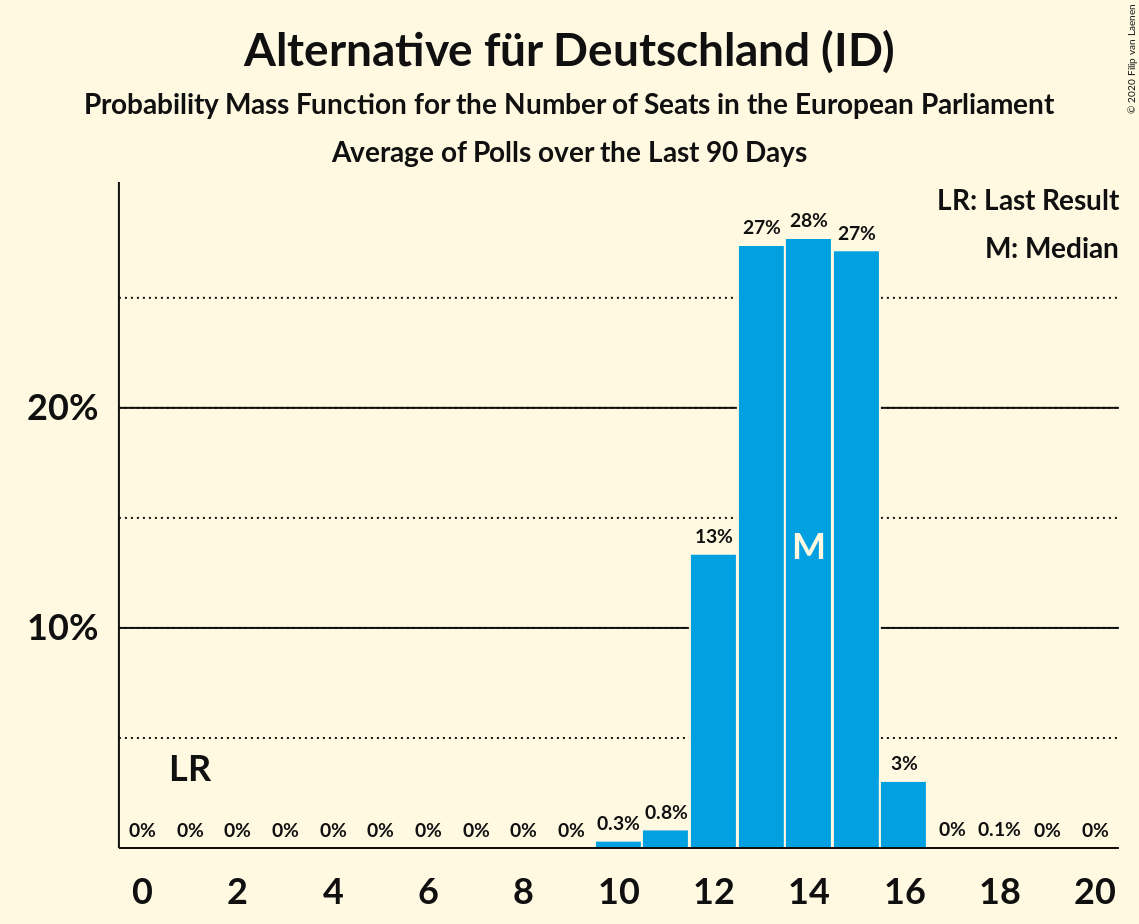 Alternative für Deutschland (ID)
Probability Mass Function for the Number of Seats in the European Parliament
Average of Polls over the Last 90 Days
© 2020 Filip van Laenen
LR: Last Result
M: Median
27% 28% 27%
20%
13%
M
10%
LR
3%
0% 0% 0% 0% 0% 0% 0% 0% 0% 0% 0.3% 0.8% 0% 0.1% 0% 0%
0 2 4 6 8 10 12 14 16 18 20